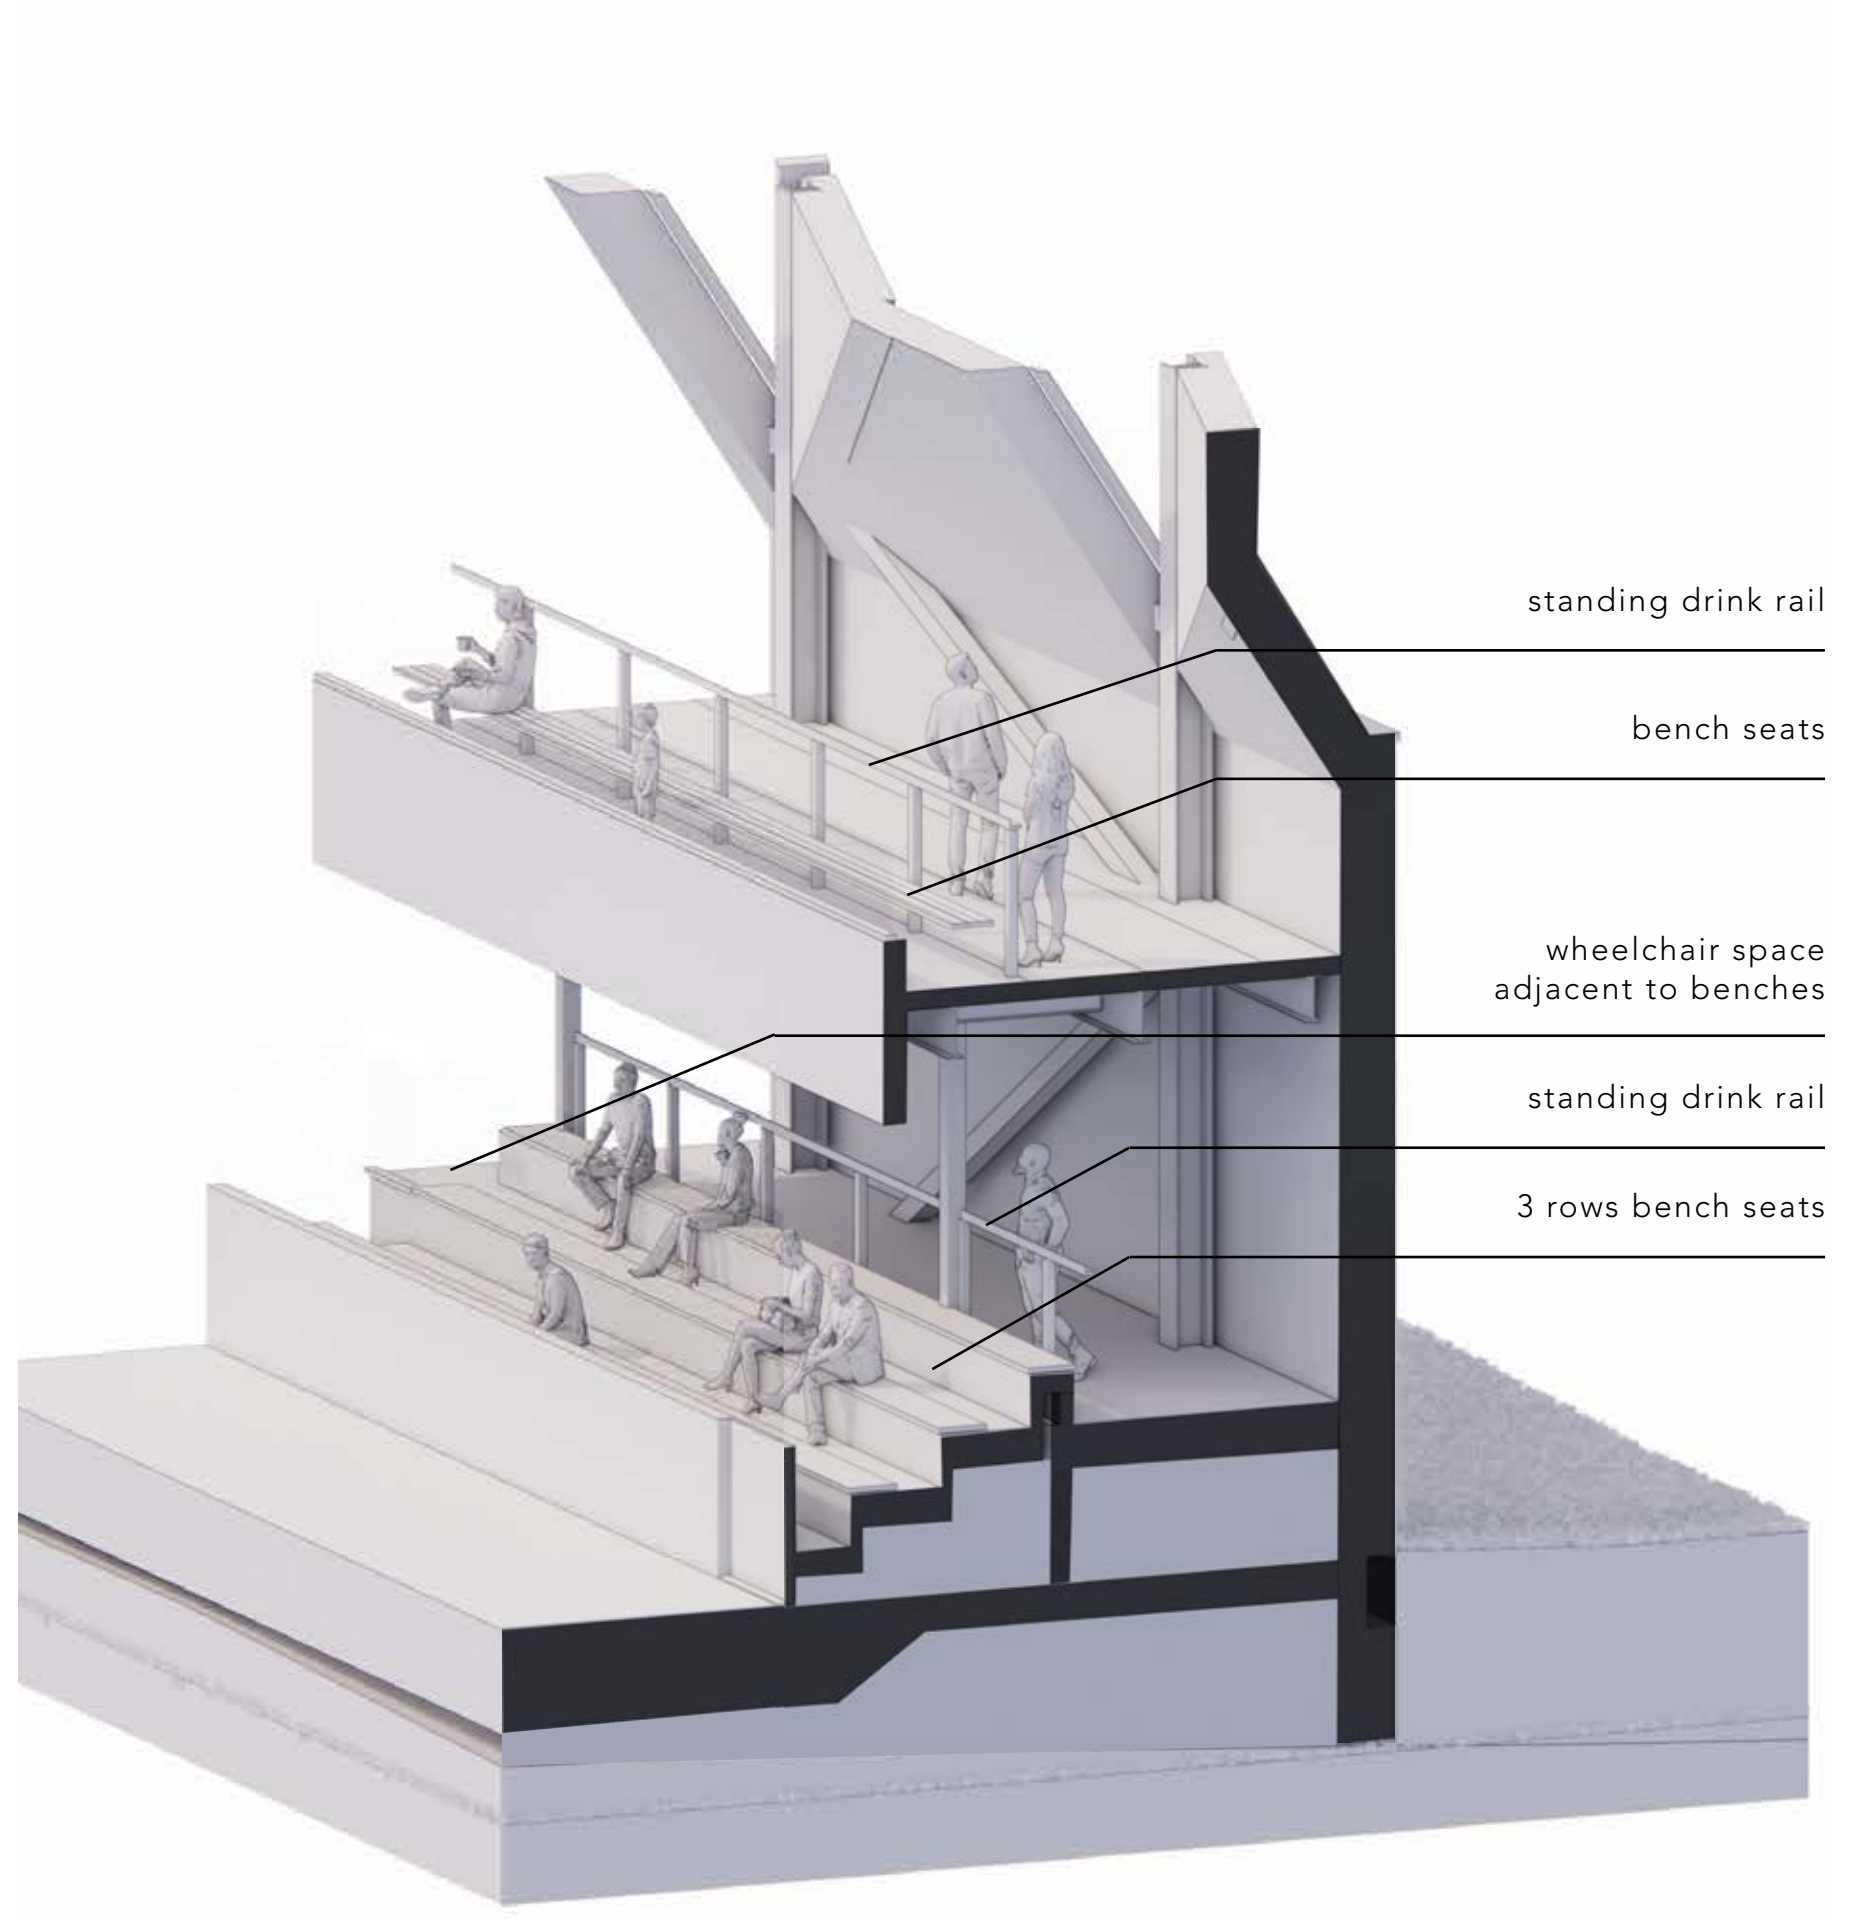 standing drink rail
bench seats
wheelchair space
adjacent to benches
standing drink rail
3 rows bench seats